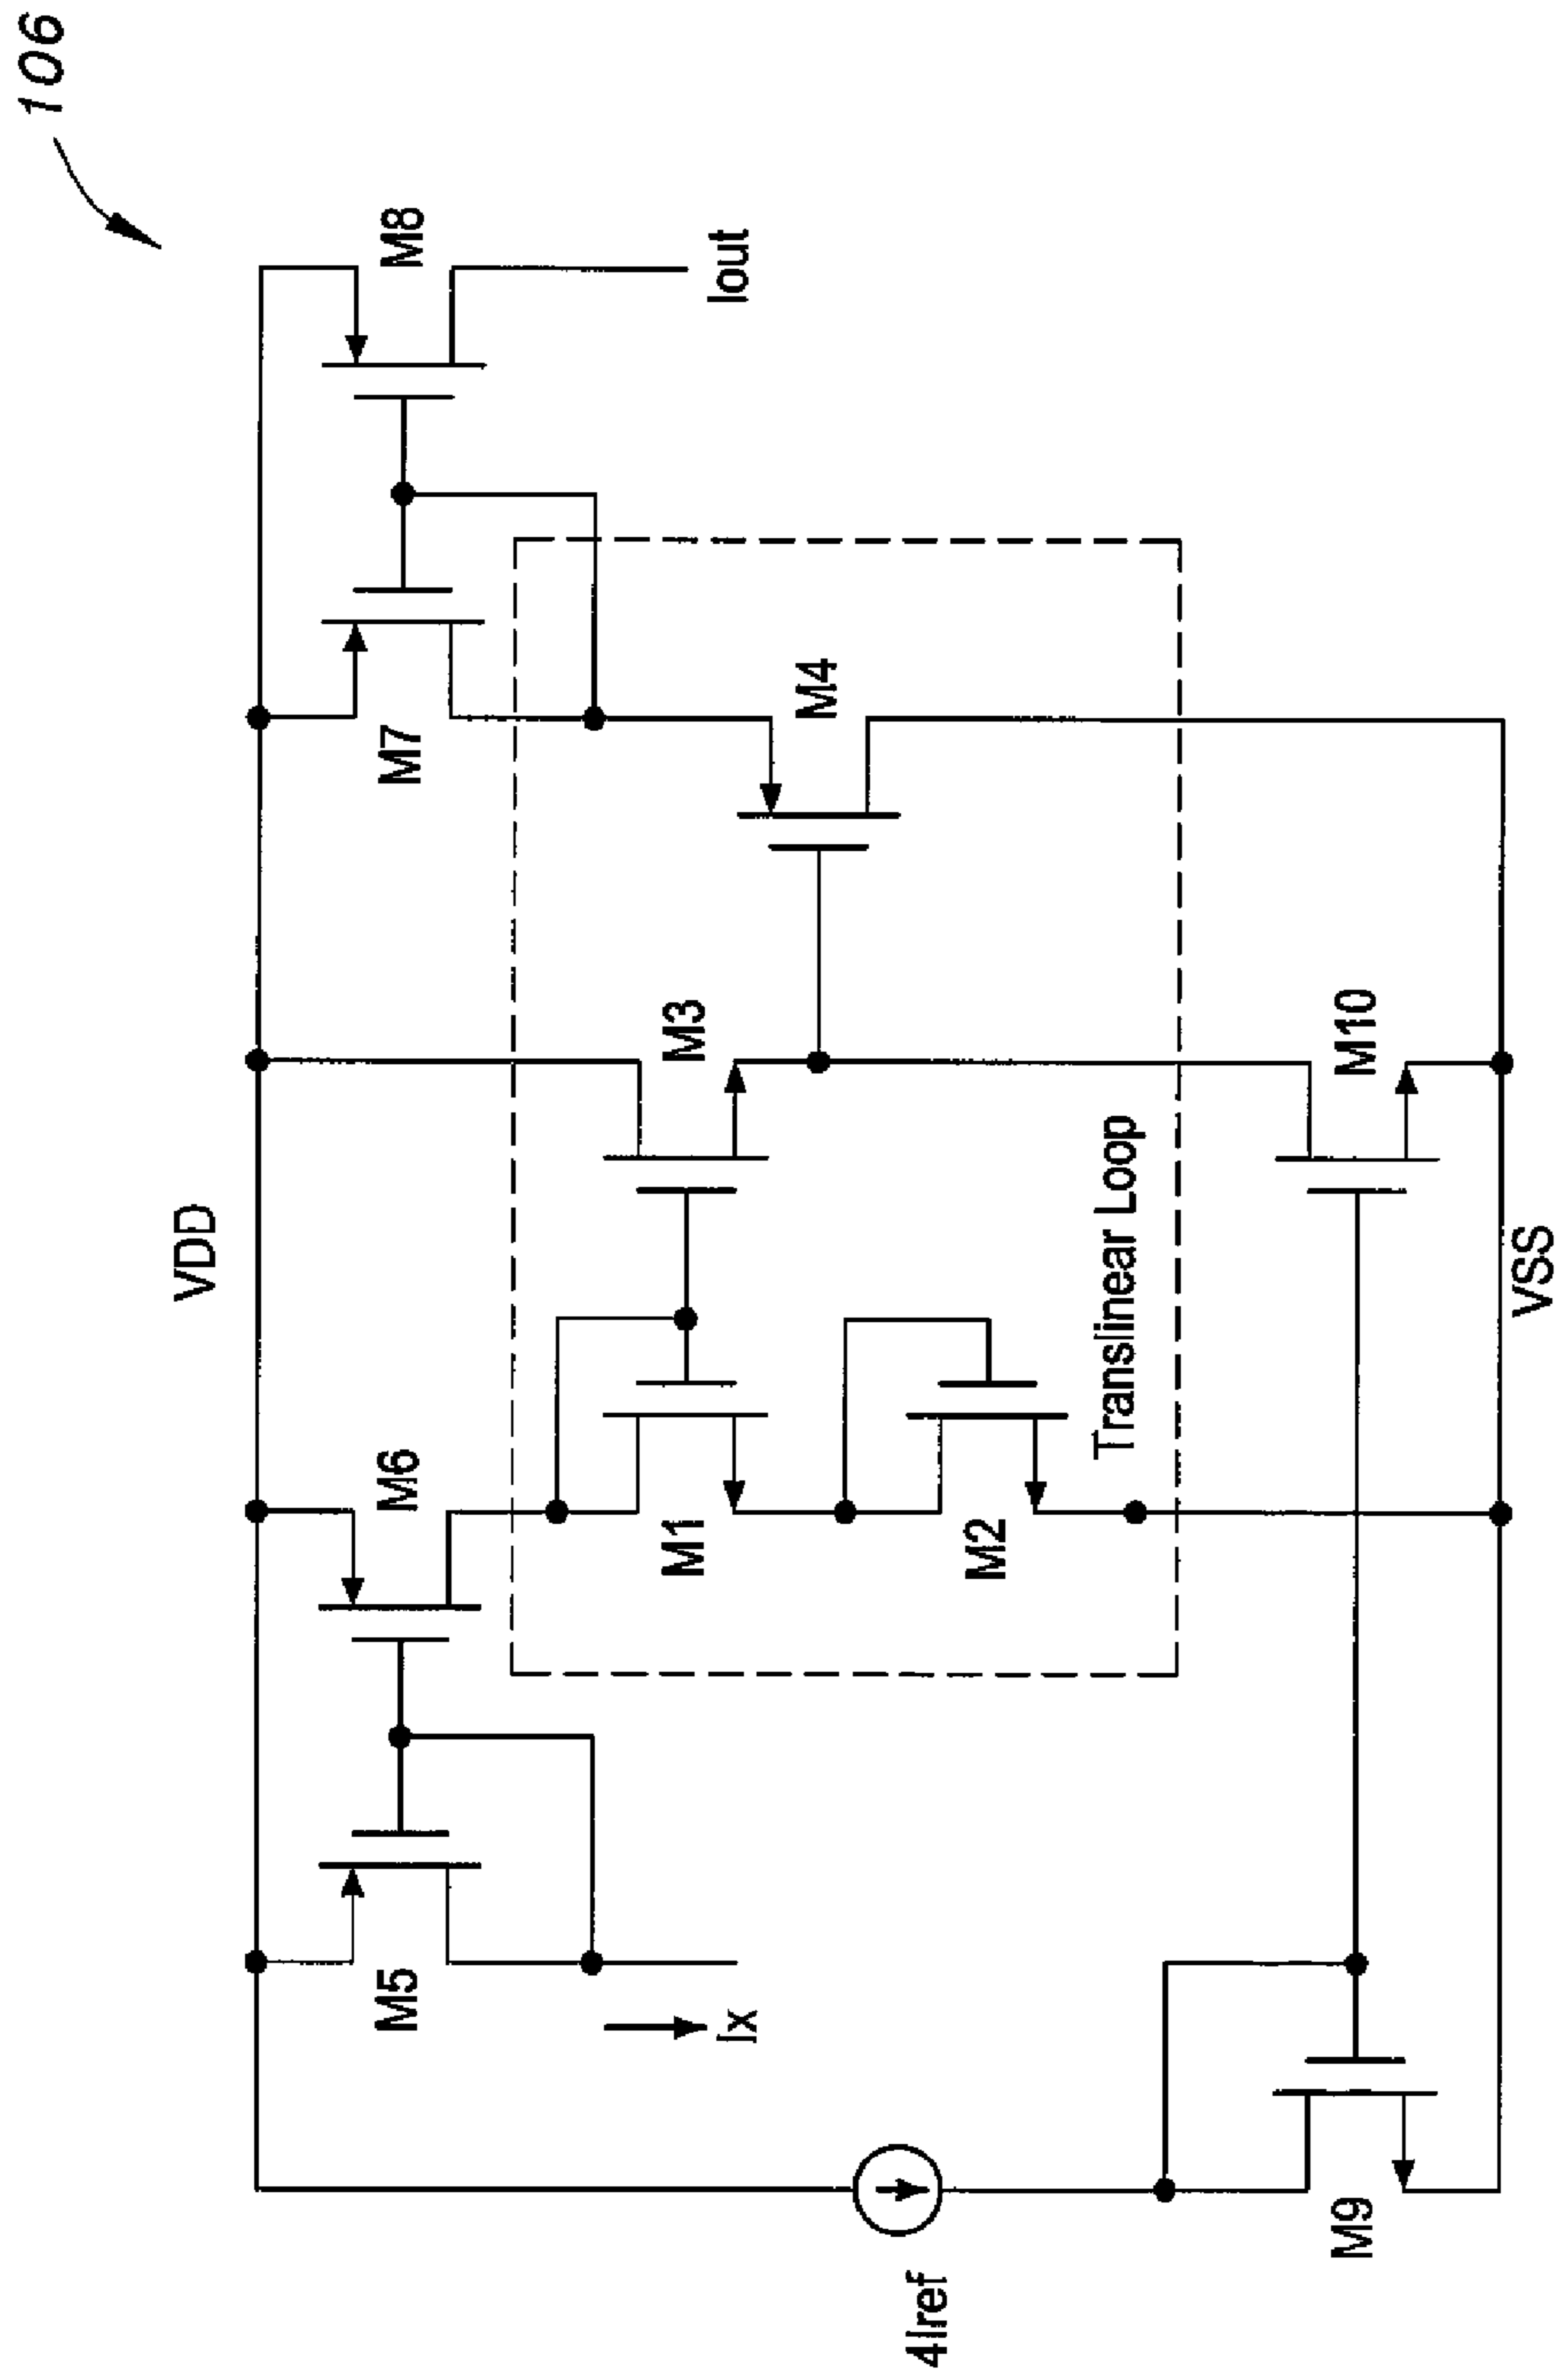 106
VDD
M5
M6
M7
M8
Ix
Iout
M1
M3
M4
M2
4Iref
Translinear Loop
M9
M10
VSS